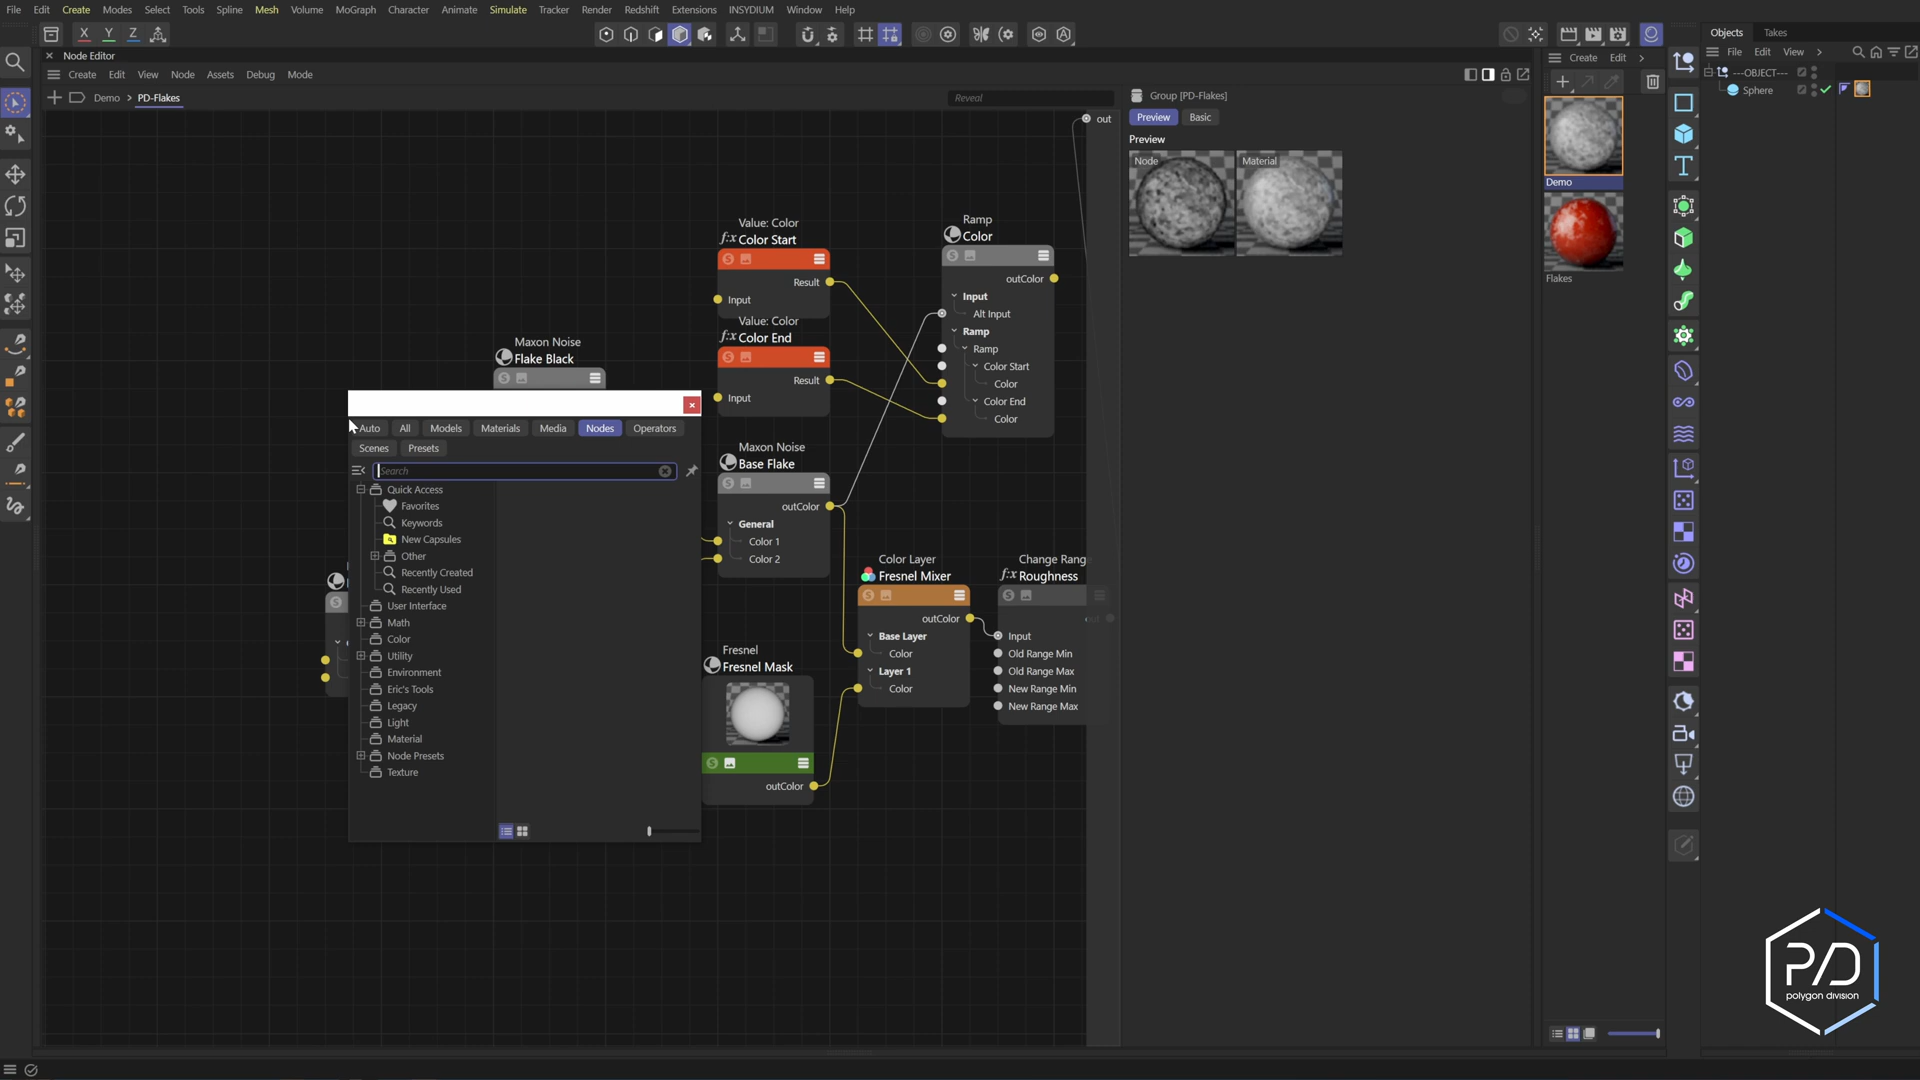 File Edit Create Modes Select Tools Spline Mesh Volume MoGraph Character Animate Simulate Tracker Render Redshift Extensions INSYDIUM Window Help
X Y Z
Objects Takes
File Edit View
Create Edit
---OBJECT---
Sphere
Node Editor
Create Edit View Node Assets Debug Mode
Demo > PD-Flakes
Reveal
Group [PD-Flakes]
Preview Basic
Preview
Node
Material
Demo
Flakes
out
Value: Color
f:x Color Start
Result
Input
Value: Color
f:x Color End
Result
Input
Ramp
Color
outColor
Input
Alt Input
Ramp
Ramp
Color Start
Color
Color End
Color
Maxon Noise
Flake Black
Maxon Noise
Base Flake
outColor
General
Color 1
Color 2
Color Layer
Fresnel Mixer
outColor
Base Layer
Color
Layer 1
Color
Change Rang
f:x Roughness
Input
Old Range Min
Old Range Max
New Range Min
New Range Max
Fresnel
Fresnel Mask
outColor
Auto All Models Materials Media Nodes Operators
Scenes Presets
Search
Quick Access
Favorites
Keywords
New Capsules
Other
Recently Created
Recently Used
User Interface
Math
Color
Utility
Environment
Eric's Tools
Legacy
Light
Material
Node Presets
Texture
P/D
polygon division